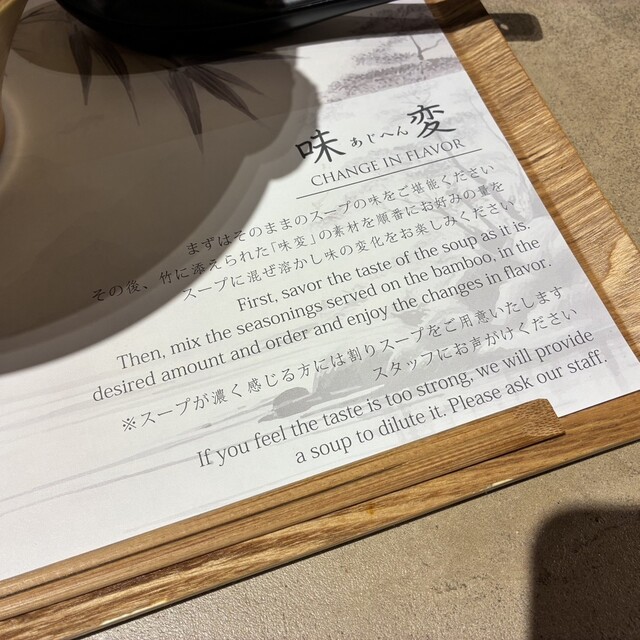 味 あじへん 変
CHANGE IN FLAVOR
まずはそのままのスープの味をご堪能ください
その後、竹に添えられた「味変」の素材を順番にお好みの量を
スープに混ぜ溶かし味の変化をお楽しみください
First, savor the taste of the soup as it is.
Then, mix the seasonings served on the bamboo, in the
desired amount and order and enjoy the changes in flavor.
※スープが濃く感じる方には割りスープをご用意いたします
スタッフにお声がけください
If you feel the taste is too strong, we will provide
a soup to dilute it. Please ask our staff.